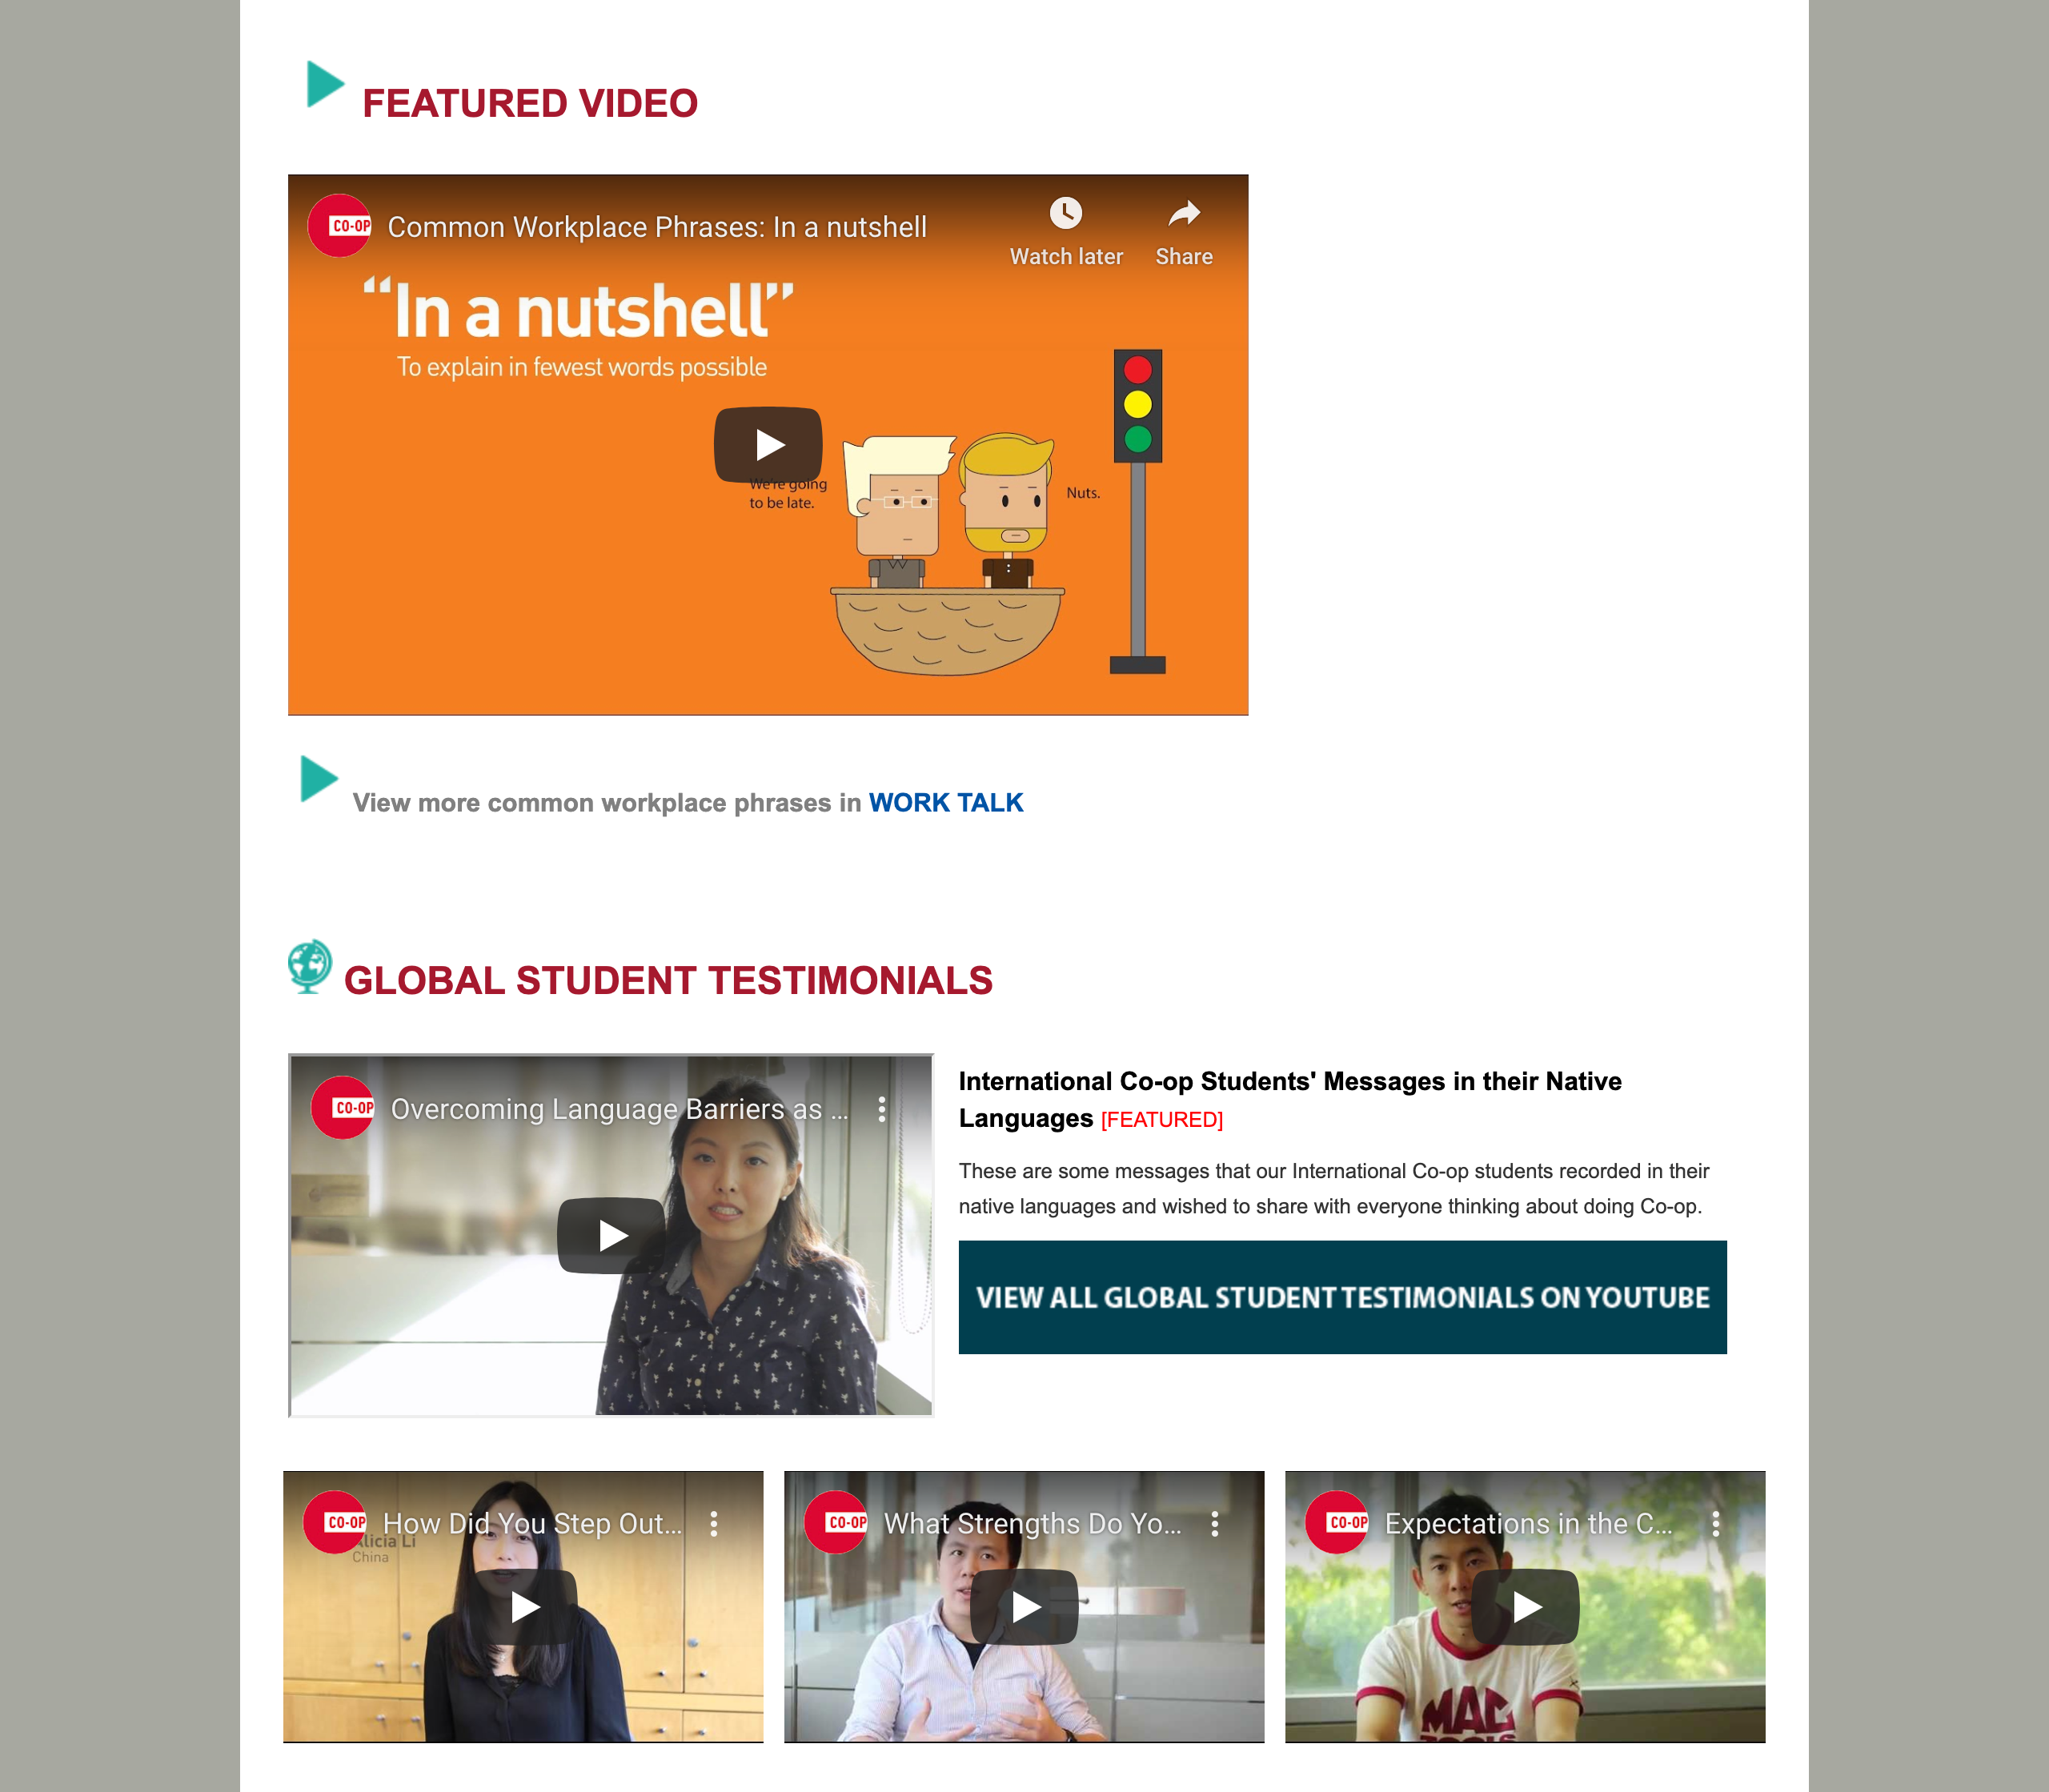 FEATURED VIDEO
CO-OP
Common Workplace Phrases: In a nutshell
Watch later
Share
“In a nutshell”
To explain in fewest words possible
We're going
to be late.
Nuts.
View more common workplace phrases in WORK TALK
GLOBAL STUDENT TESTIMONIALS
CO-OP
Overcoming Language Barriers as ...
International Co-op Students' Messages in their Native
Languages [FEATURED]
These are some messages that our International Co-op students recorded in their
native languages and wished to share with everyone thinking about doing Co-op.
VIEW ALL GLOBAL STUDENT TESTIMONIALS ON YOUTUBE
CO-OP
How Did You Step Out...
Alicia Li
China
CO-OP
What Strengths Do Yo...
CO-OP
Expectations in the C...
MAC
TOOLS